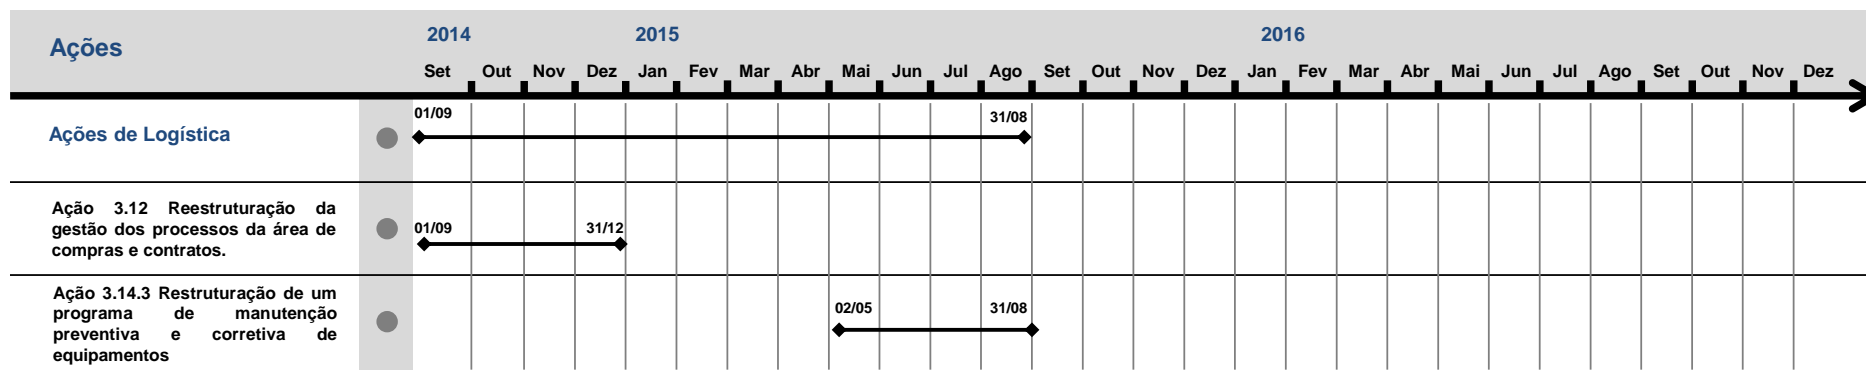 Ações
2014 2015 2016
Set Out Nov Dez Jan Fev Mar Abr Mai Jun Jul Ago Set Out Nov Dez Jan Fev Mar Abr Mai Jun Jul Ago Set Out Nov Dez
Ações de Logística
01/09 31/08
Ação 3.12 Reestruturação da
gestão dos processos da área de
compras e contratos.
01/09 31/12
Ação 3.14.3 Restruturação de um
programa de manutenção
preventiva e corretiva de
equipamentos
02/05 31/08